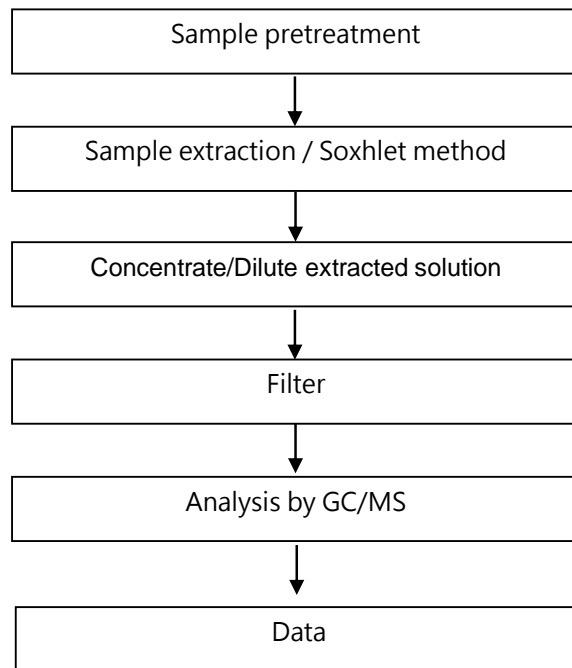 Sample pretreatment
Sample extraction / Soxhlet method
Concentrate/Dilute extracted solution
Filter
Analysis by GC/MS
Data